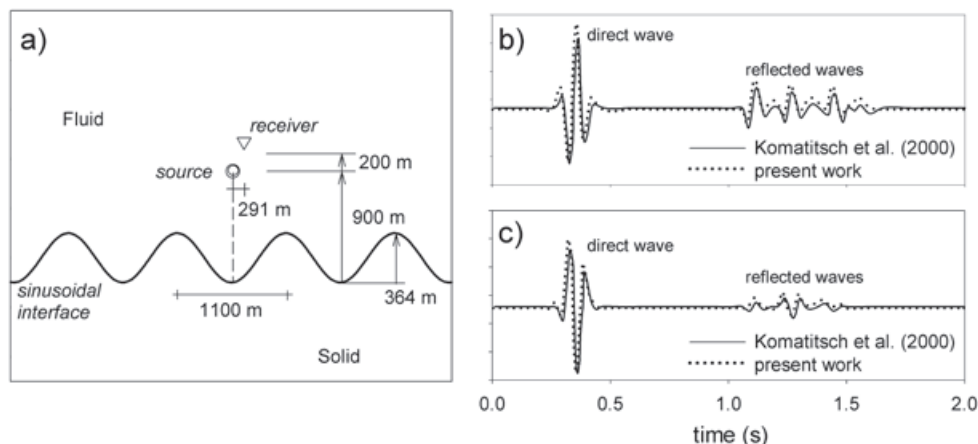 a)
Fluid
receiver
source
200 m
291 m
900 m
sinusoidal
interface
1100 m
364 m
Solid
b)
direct wave
reflected waves
Komatitsch et al. (2000)
present work
c)
direct wave
reflected waves
Komatitsch et al. (2000)
present work
0.0 0.5 1.0 1.5 2.0
time (s)